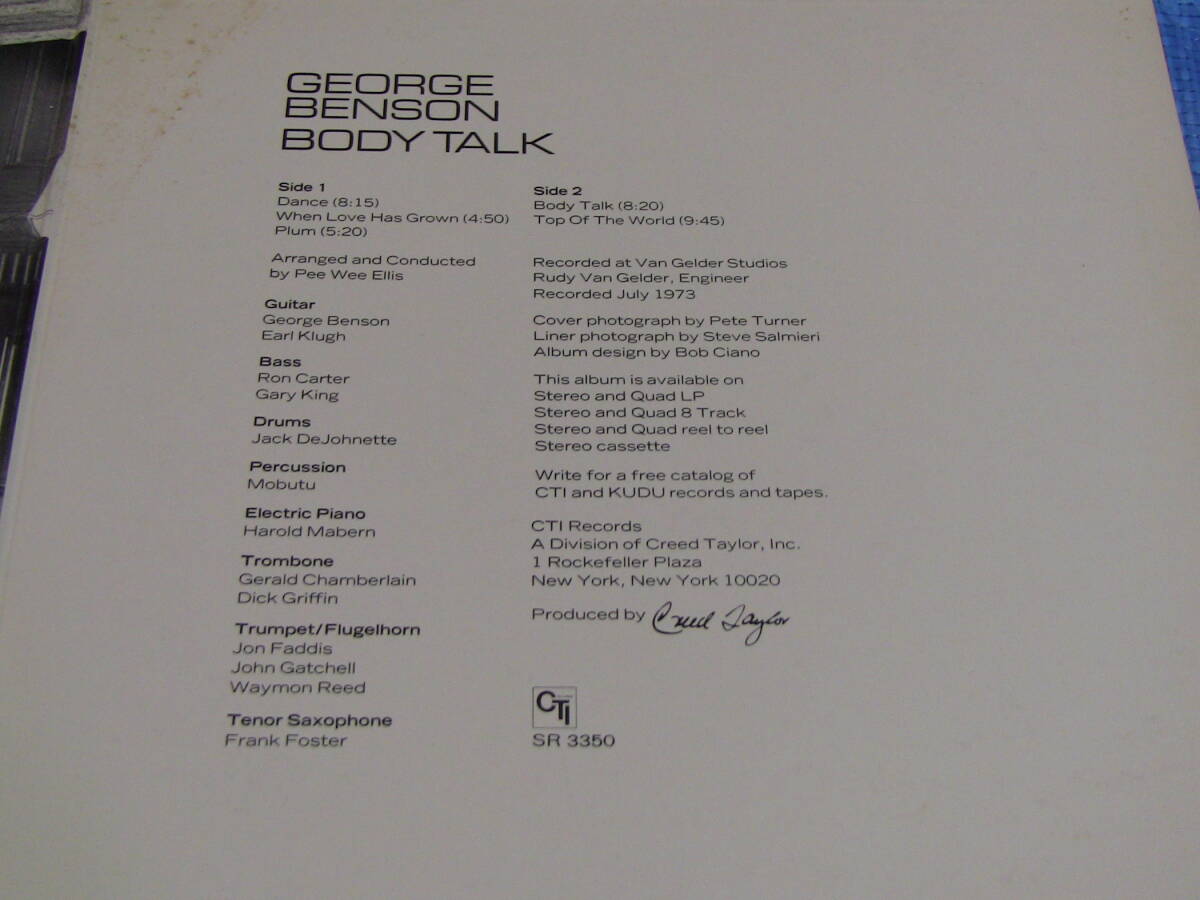 GEORGE
BENSON
BODY TALK
Side 1
Dance (8:15)
When Love Has Grown (4:50)
Plum (5:20)
Arranged and Conducted
by Pee Wee Ellis
Guitar
George Benson
Earl Klugh
Bass
Ron Carter
Gary King
Drums
Jack DeJohnette
Percussion
Mobutu
Electric Piano
Harold Mabern
Trombone
Gerald Chamberlain
Dick Griffin
Trumpet/Flugelhorn
Jon Faddis
John Gatchell
Waymon Reed
Tenor Saxophone
Frank Foster
Side 2
Body Talk (8:20)
Top Of The World (9:45)
Recorded at Van Gelder Studios
Rudy Van Gelder, Engineer
Recorded July 1973
Cover photograph by Pete Turner
Liner photograph by Steve Salmieri
Album design by Bob Ciano
This album is available on
Stereo and Quad LP
Stereo and Quad 8 Track
Stereo and Quad reel to reel
Stereo cassette
Write for a free catalog of
CTI and KUDU records and tapes.
CTI Records
A Division of Creed Taylor, Inc.
1 Rockefeller Plaza
New York, New York 10020
Produced by Creed Taylor
CTI
SR 3350